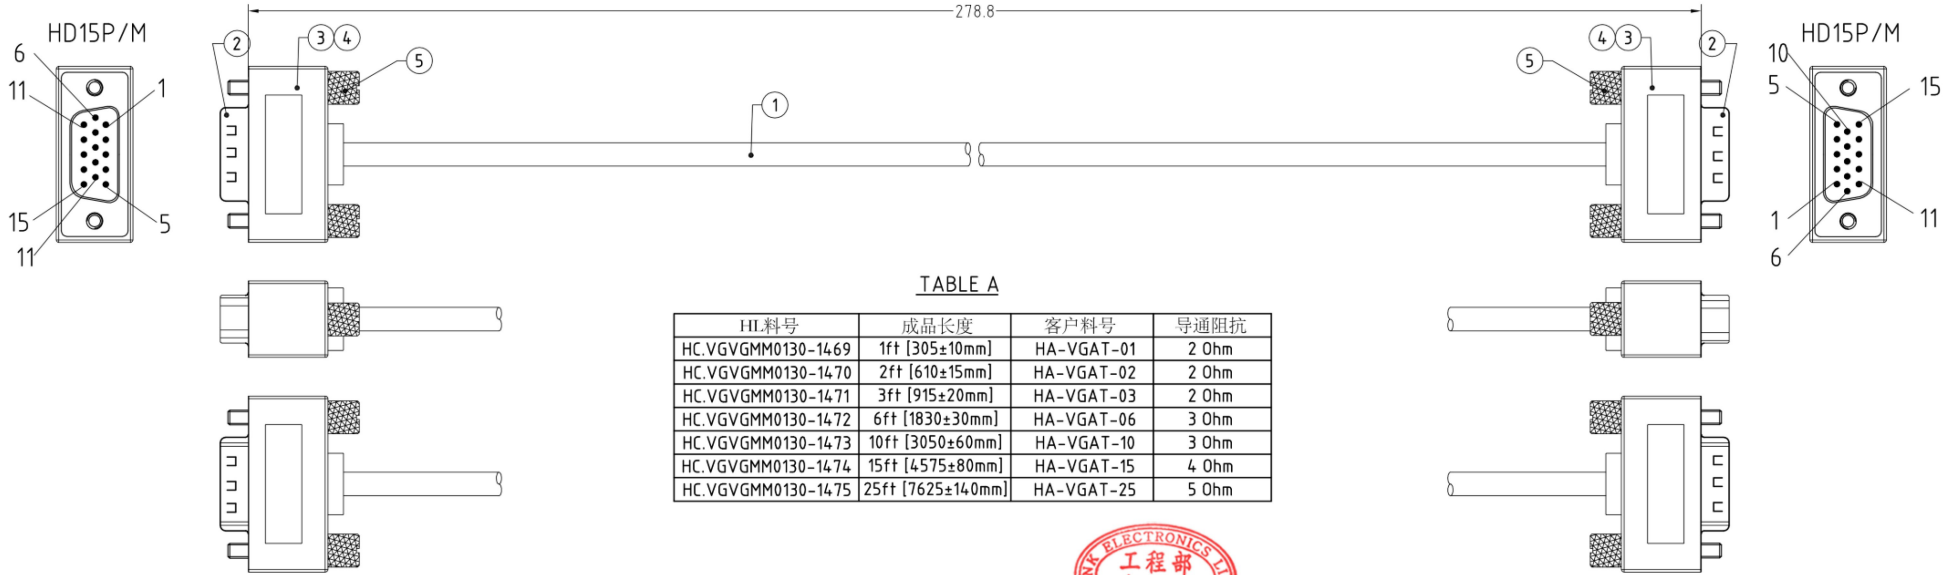 278.8
HD15P/M
6
11
1
15
5
11
2
3 4
5
1
5
4 3
2
HD15P/M
10
5
15
1
11
6
TABLE A
HL料号 成品长度 客户料号 导通阻抗
HC.VGVGMM0130-1469 1ft [305±10mm] HA-VGAT-01 2 Ohm
HC.VGVGMM0130-1470 2ft [610±15mm] HA-VGAT-02 2 Ohm
HC.VGVGMM0130-1471 3ft [915±20mm] HA-VGAT-03 2 Ohm
HC.VGVGMM0130-1472 6ft [1830±30mm] HA-VGAT-06 3 Ohm
HC.VGVGMM0130-1473 10ft [3050±60mm] HA-VGAT-10 3 Ohm
HC.VGVGMM0130-1474 15ft [4575±80mm] HA-VGAT-15 4 Ohm
HC.VGVGMM0130-1475 25ft [7625±140mm] HA-VGAT-25 5 Ohm
ELECTRONICS
工程部